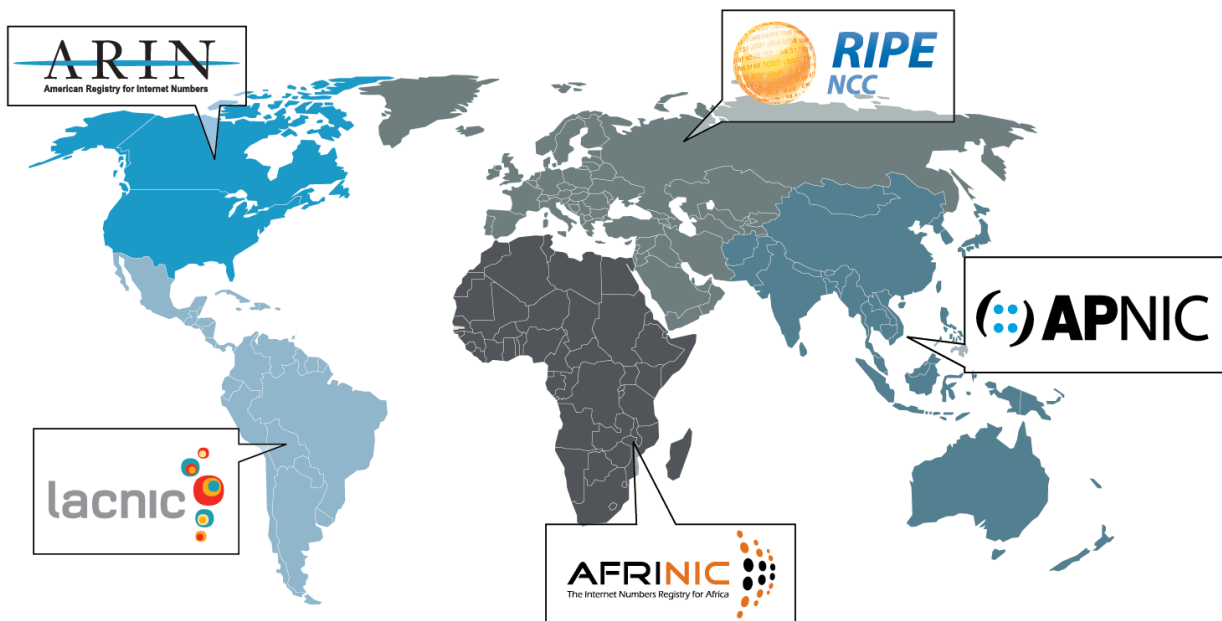 ARIN
American Registry for Internet Numbers
RIPE
NCC
APNIC
lacnic
AFRINIC
The Internet Numbers Registry for Africa